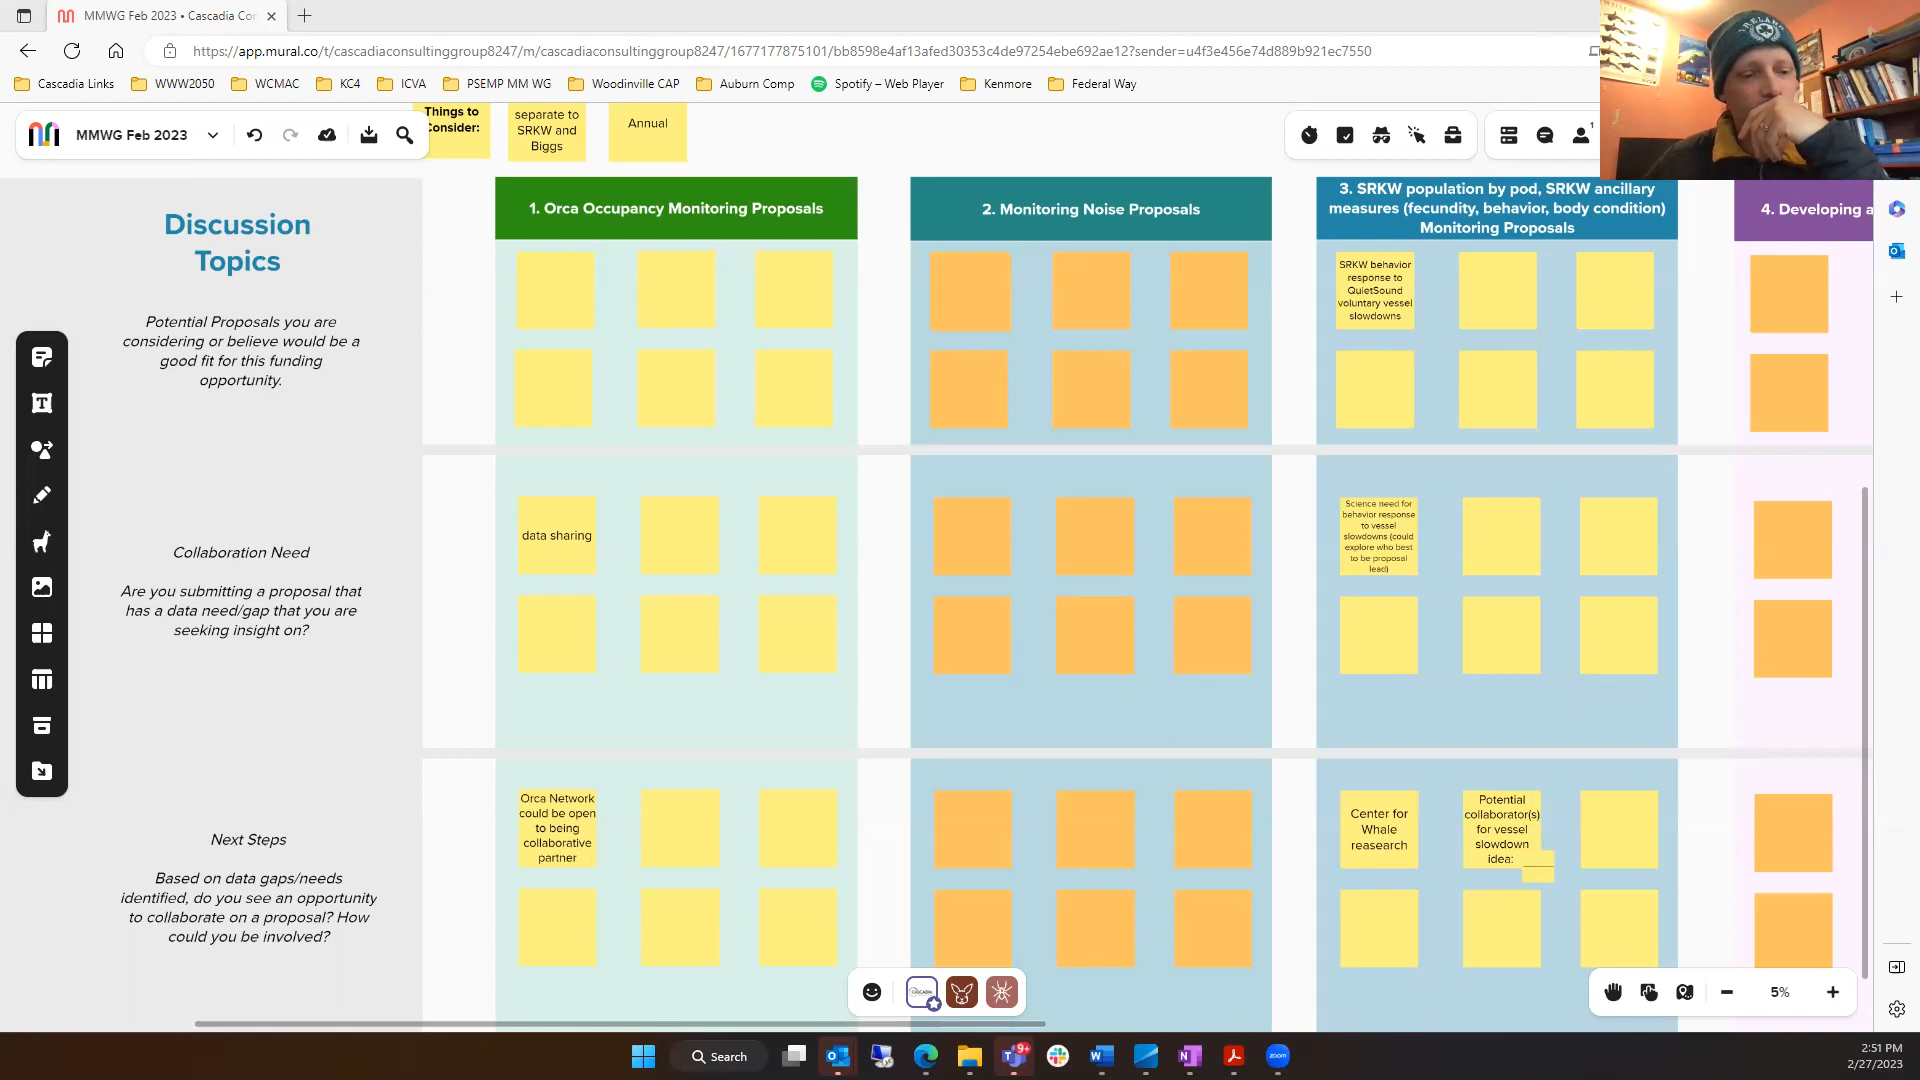 MMWG Feb 2023 • Cascadia Con
https://app.mural.co/t/cascadiaconsultinggroup8247/m/cascadiaconsultinggroup8247/1677177875101/bb8598e4af13afed30353c4de97254ebe692ae12?sender=u4f3e456e74d889b921ec7550
Cascadia Links
WWW2050
WCMAC
KC4
ICVA
PSEMP MM WG
Woodinville CAP
Auburn Comp
Spotify – Web Player
Kenmore
Federal Way
IRELAND
MMWG Feb 2023
Things to
Consider:
separate to
SRKW and
Biggs
Annual
1
Discussion
Topics
1. Orca Occupancy Monitoring Proposals
2. Monitoring Noise Proposals
3. SRKW population by pod, SRKW ancillary
measures (fecundity, behavior, body condition)
Monitoring Proposals
4. Developing a
Potential Proposals you are
considering or believe would be a
good fit for this funding
opportunity.
SRKW behavior
response to
QuietSound
voluntary vessel
slowdowns
Collaboration Need
Are you submitting a proposal that
has a data need/gap that you are
seeking insight on?
data sharing
Science need for
behavior response
to vessel
slowdowns (could
explore who best
to be proposal
lead)
Next Steps
Based on data gaps/needs
identified, do you see an opportunity
to collaborate on a proposal? How
could you be involved?
Orca Network
could be open
to being
collaborative
partner
Center for
Whale
reasearch
Potential
collaborator(s)
for vessel
slowdown
idea:
CASCADIA
5%
Search
9+
zoom
2:51 PM
2/27/2023